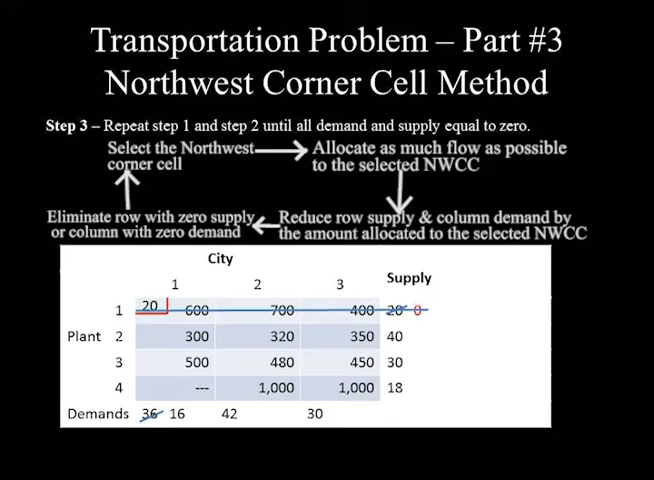 Transportation Problem – Part #3
Northwest Corner Cell Method
Step 3 – Repeat step 1 and step 2 until all demand and supply equal to zero.
Select the Northwest
corner cell
Allocate as much flow as possible
to the selected NWCC
Eliminate row with zero supply
or column with zero demand
Reduce row supply & column demand by
the amount allocated to the selected NWCC
City
1 2 3 Supply
1 20 600 700 400 20 0
Plant 2 300 320 350 40
3 500 480 450 30
4 --- 1,000 1,000 18
Demands 36 16 42 30